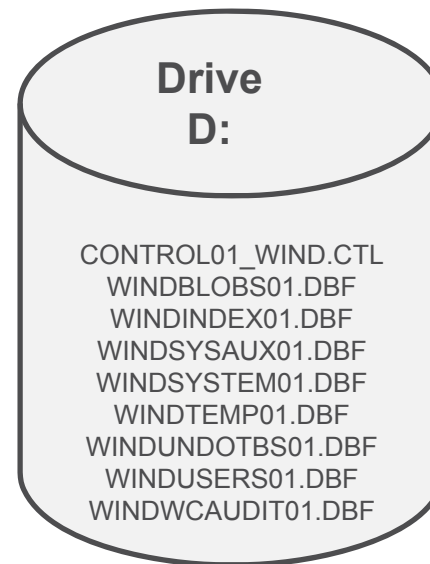 Drive
D:
CONTROL01_WIND.CTL
WINDBLOBS01.DBF
WINDINDEX01.DBF
WINDSYSAUX01.DBF
WINDSYSTEM01.DBF
WINDTEMP01.DBF
WINDUNDOTBS01.DBF
WINDUSERS01.DBF
WINDWCAUDIT01.DBF